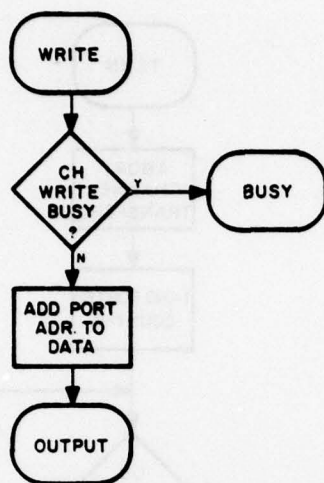 WRITE
CH
WRITE
BUSY
?
Y
BUSY
N
ADD PORT
ADR. TO
DATA
OUTPUT